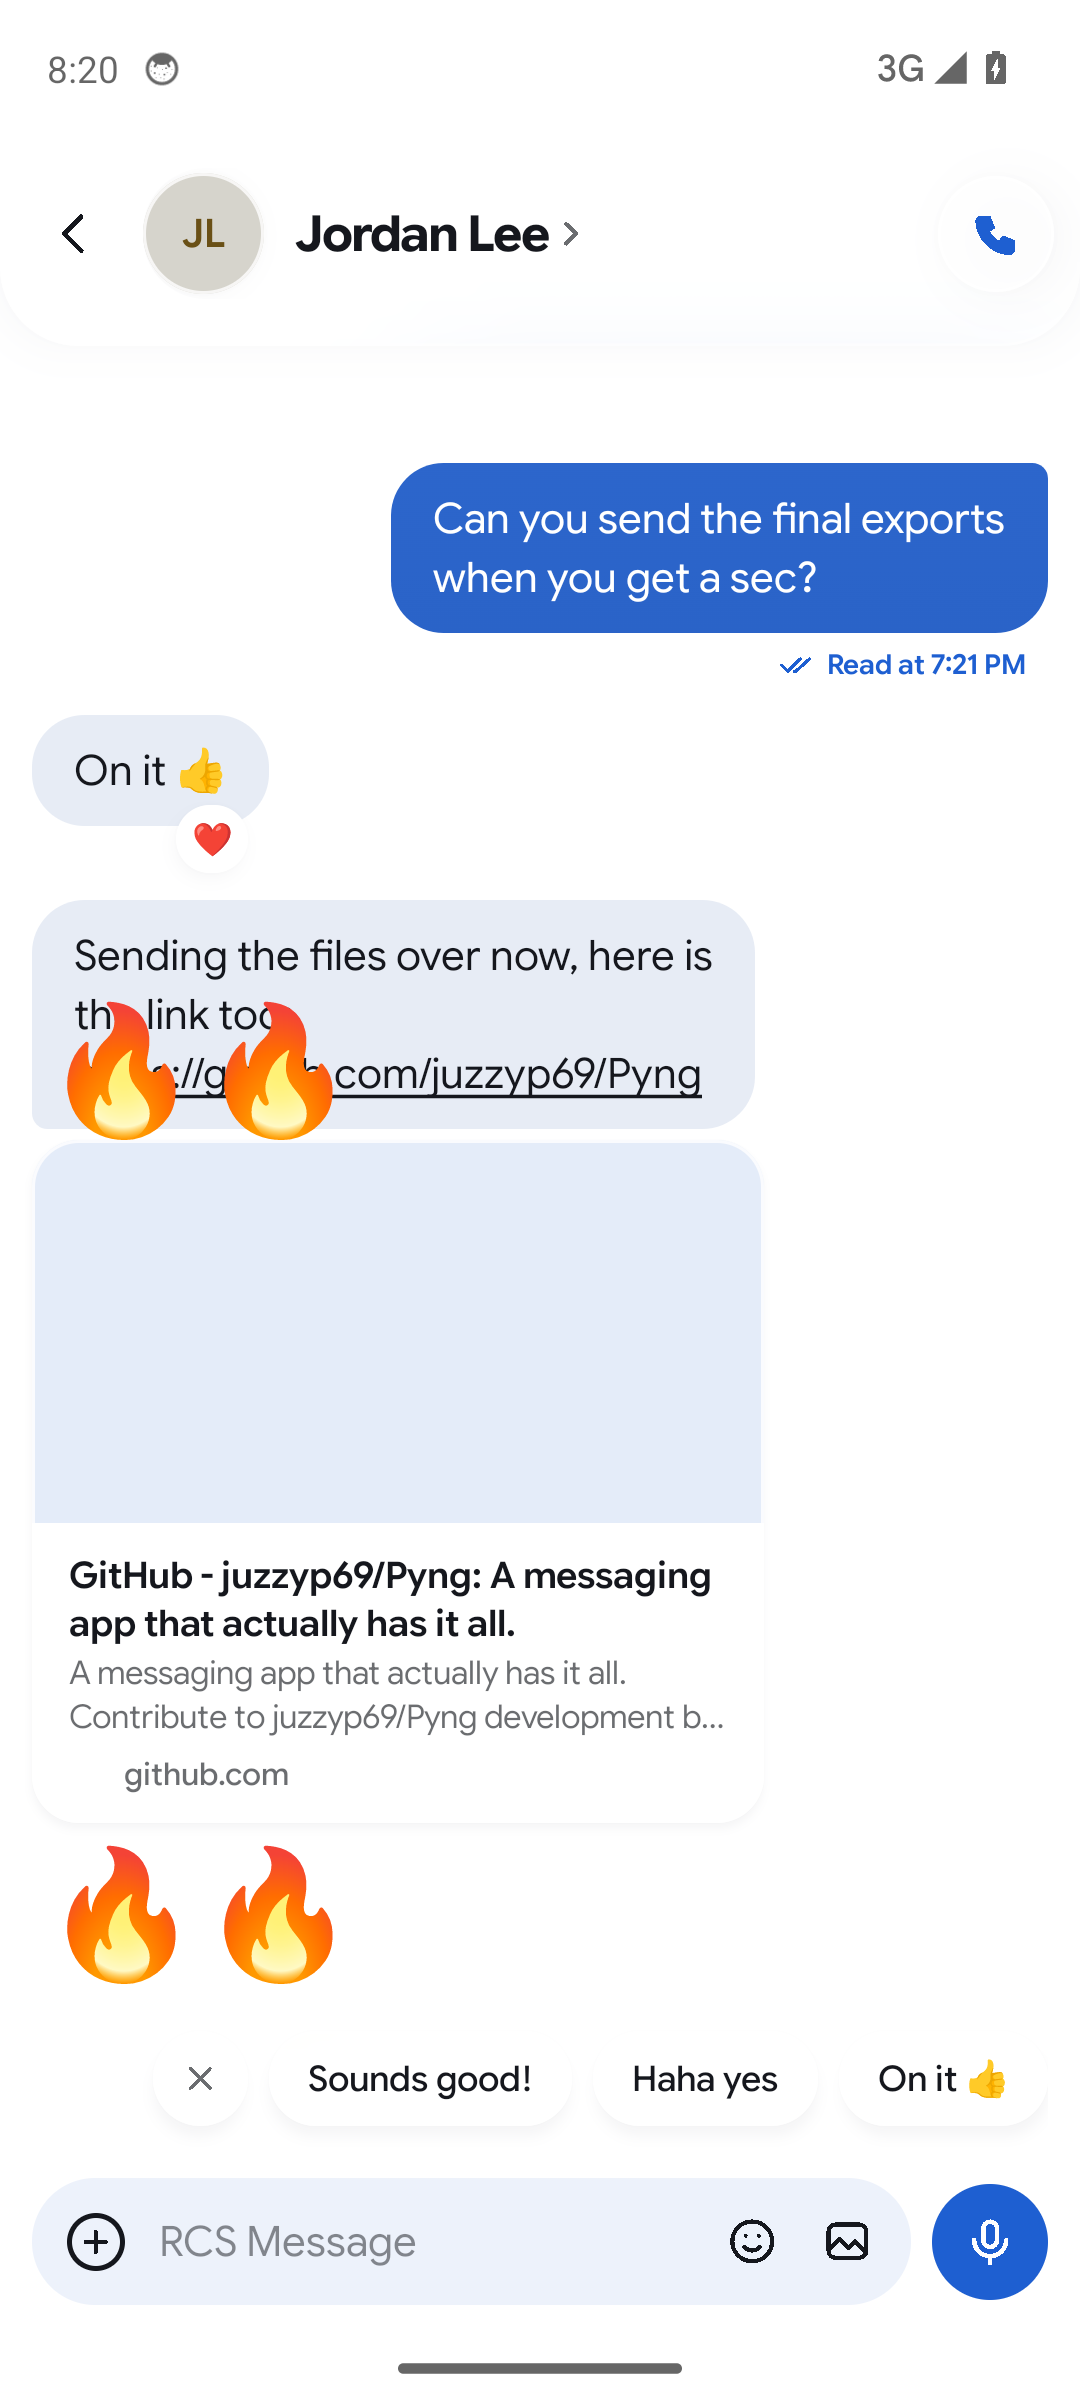 8:20
3G
JL
Jordan Lee
Can you send the final exports
when you get a sec?
Read at 7:21 PM
On it 👍
❤️
Sending the files over now, here is
link
://g .com/juzzyp69/Pyng
🔥 🔥
GitHub - juzzyp69/Pyng: A messaging
app that actually has it all.
A messaging app that actually has it all.
Contribute to juzzyp69/Pyng development b...
github.com
🔥 🔥
Sounds good!
Haha yes
On it 👍
RCS Message